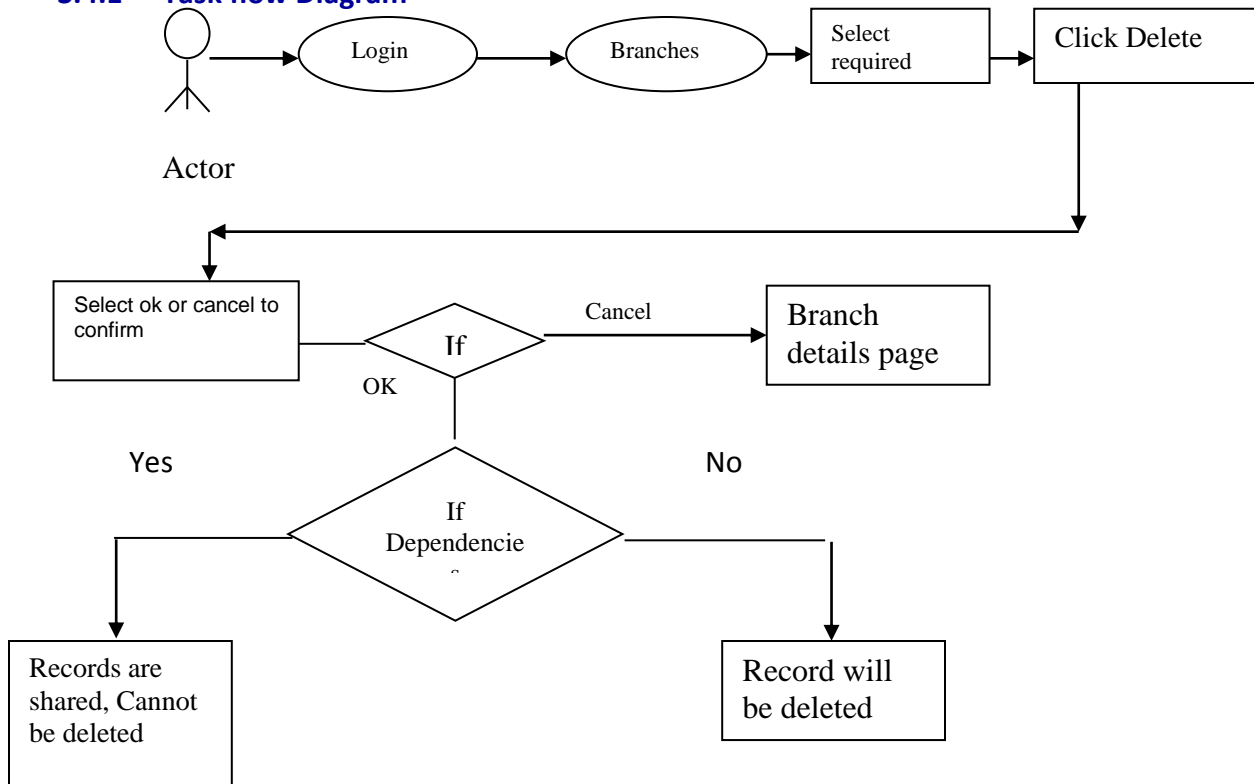 Task flow Diagram
Login
Branches
Select
required
Click Delete
Actor
Select ok or cancel to
confirm
If
Cancel
Branch
details page
OK
Yes
No
If
Dependencie
s
Records are
shared, Cannot
be deleted
Record will
be deleted